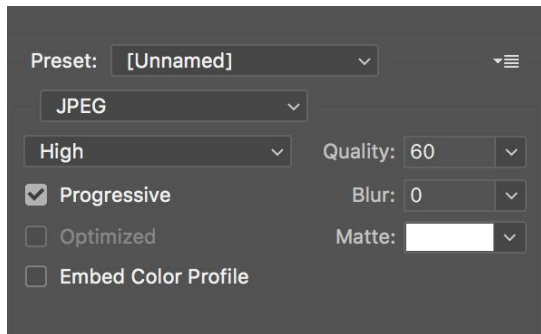 Preset: [Unnamed]
JPEG
High Quality: 60
Progressive Blur: 0
Optimized Matte:
Embed Color Profile